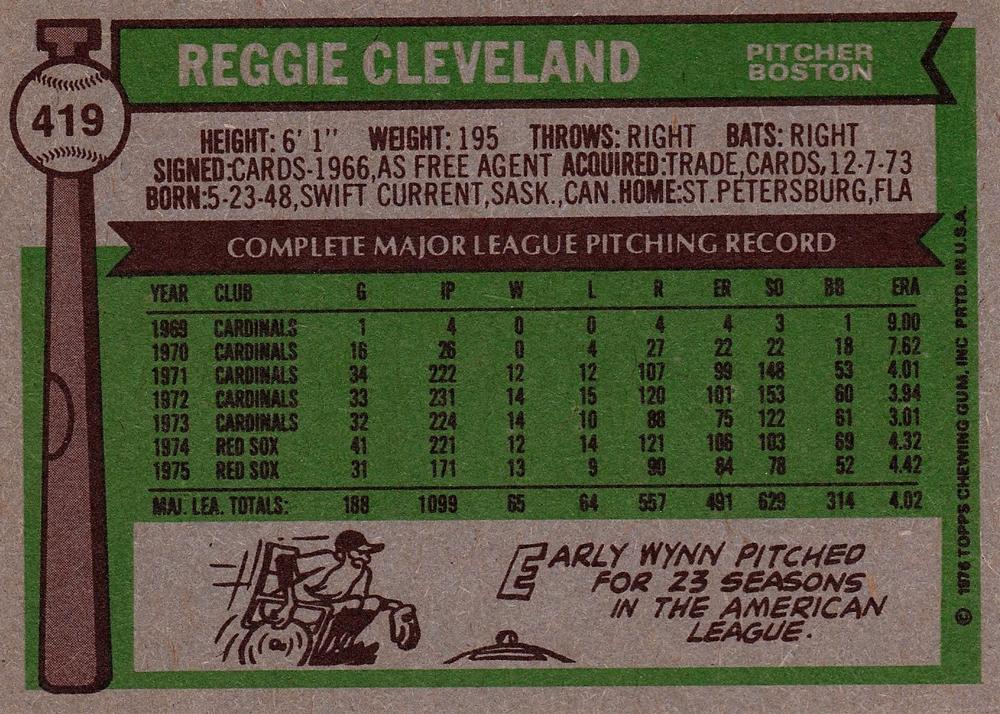 419
REGGIE CLEVELAND
PITCHER
BOSTON
HEIGHT: 6' 1" WEIGHT: 195 THROWS: RIGHT BATS: RIGHT
SIGNED:CARDS-1966,AS FREE AGENT ACQUIRED:TRADE,CARDS,12-7-73
BORN:5-23-48,SWIFT CURRENT,SASK.,CAN. HOME:ST.PETERSBURG,FLA
COMPLETE MAJOR LEAGUE PITCHING RECORD
YEAR CLUB G IP W L R ER SO BB ERA
1969 CARDINALS 1 4 0 0 4 4 3 1 9.00
1970 CARDINALS 16 26 0 4 27 22 22 18 7.62
1971 CARDINALS 34 222 12 12 107 99 148 53 4.01
1972 CARDINALS 33 231 14 15 120 101 153 60 3.94
1973 CARDINALS 32 224 14 10 88 75 122 61 3.01
1974 RED SOX 41 221 12 14 121 106 103 69 4.32
1975 RED SOX 31 171 13 9 90 84 78 52 4.42
MAJ. LEA. TOTALS: 188 1099 65 64 557 491 629 314 4.02
EARLY WYNN PITCHED
FOR 23 SEASONS
IN THE AMERICAN
LEAGUE.
© 1976 TOPPS CHEWING GUM, INC PRTD. IN U.S.A.